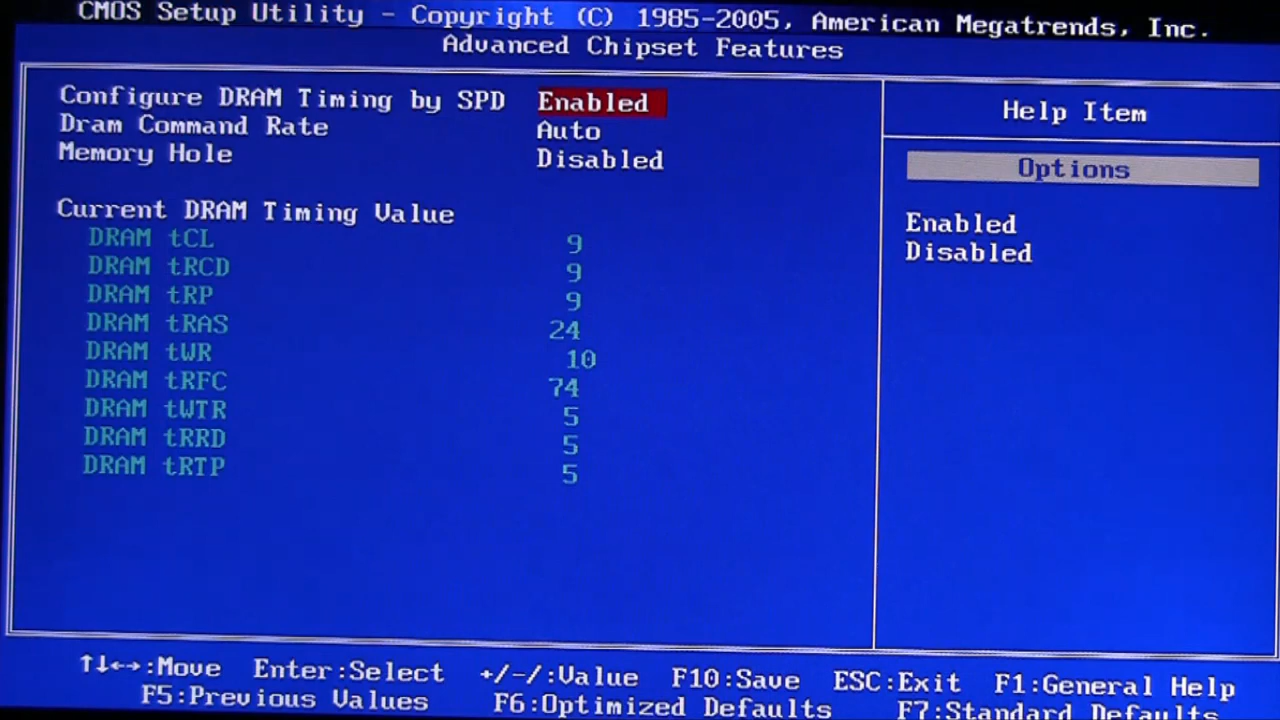 CMOS Setup Utility - Copyright (C) 1985-2005, American Megatrends, Inc.
Advanced Chipset Features
Configure DRAM Timing by SPD Enabled
Dram Command Rate Auto
Memory Hole Disabled
Current DRAM Timing Value
DRAM tCL 9
DRAM tRCD 9
DRAM tRP 9
DRAM tRAS 24
DRAM tWR 10
DRAM tRFC 74
DRAM tWTR 5
DRAM tRRD 5
DRAM tRTP 5
Help Item
Options
Enabled
Disabled
↑↓←→:Move Enter:Select +/-/:Value F10:Save ESC:Exit F1:General Help
F5:Previous Values F6:Optimized Defaults F7:Standard Defaults